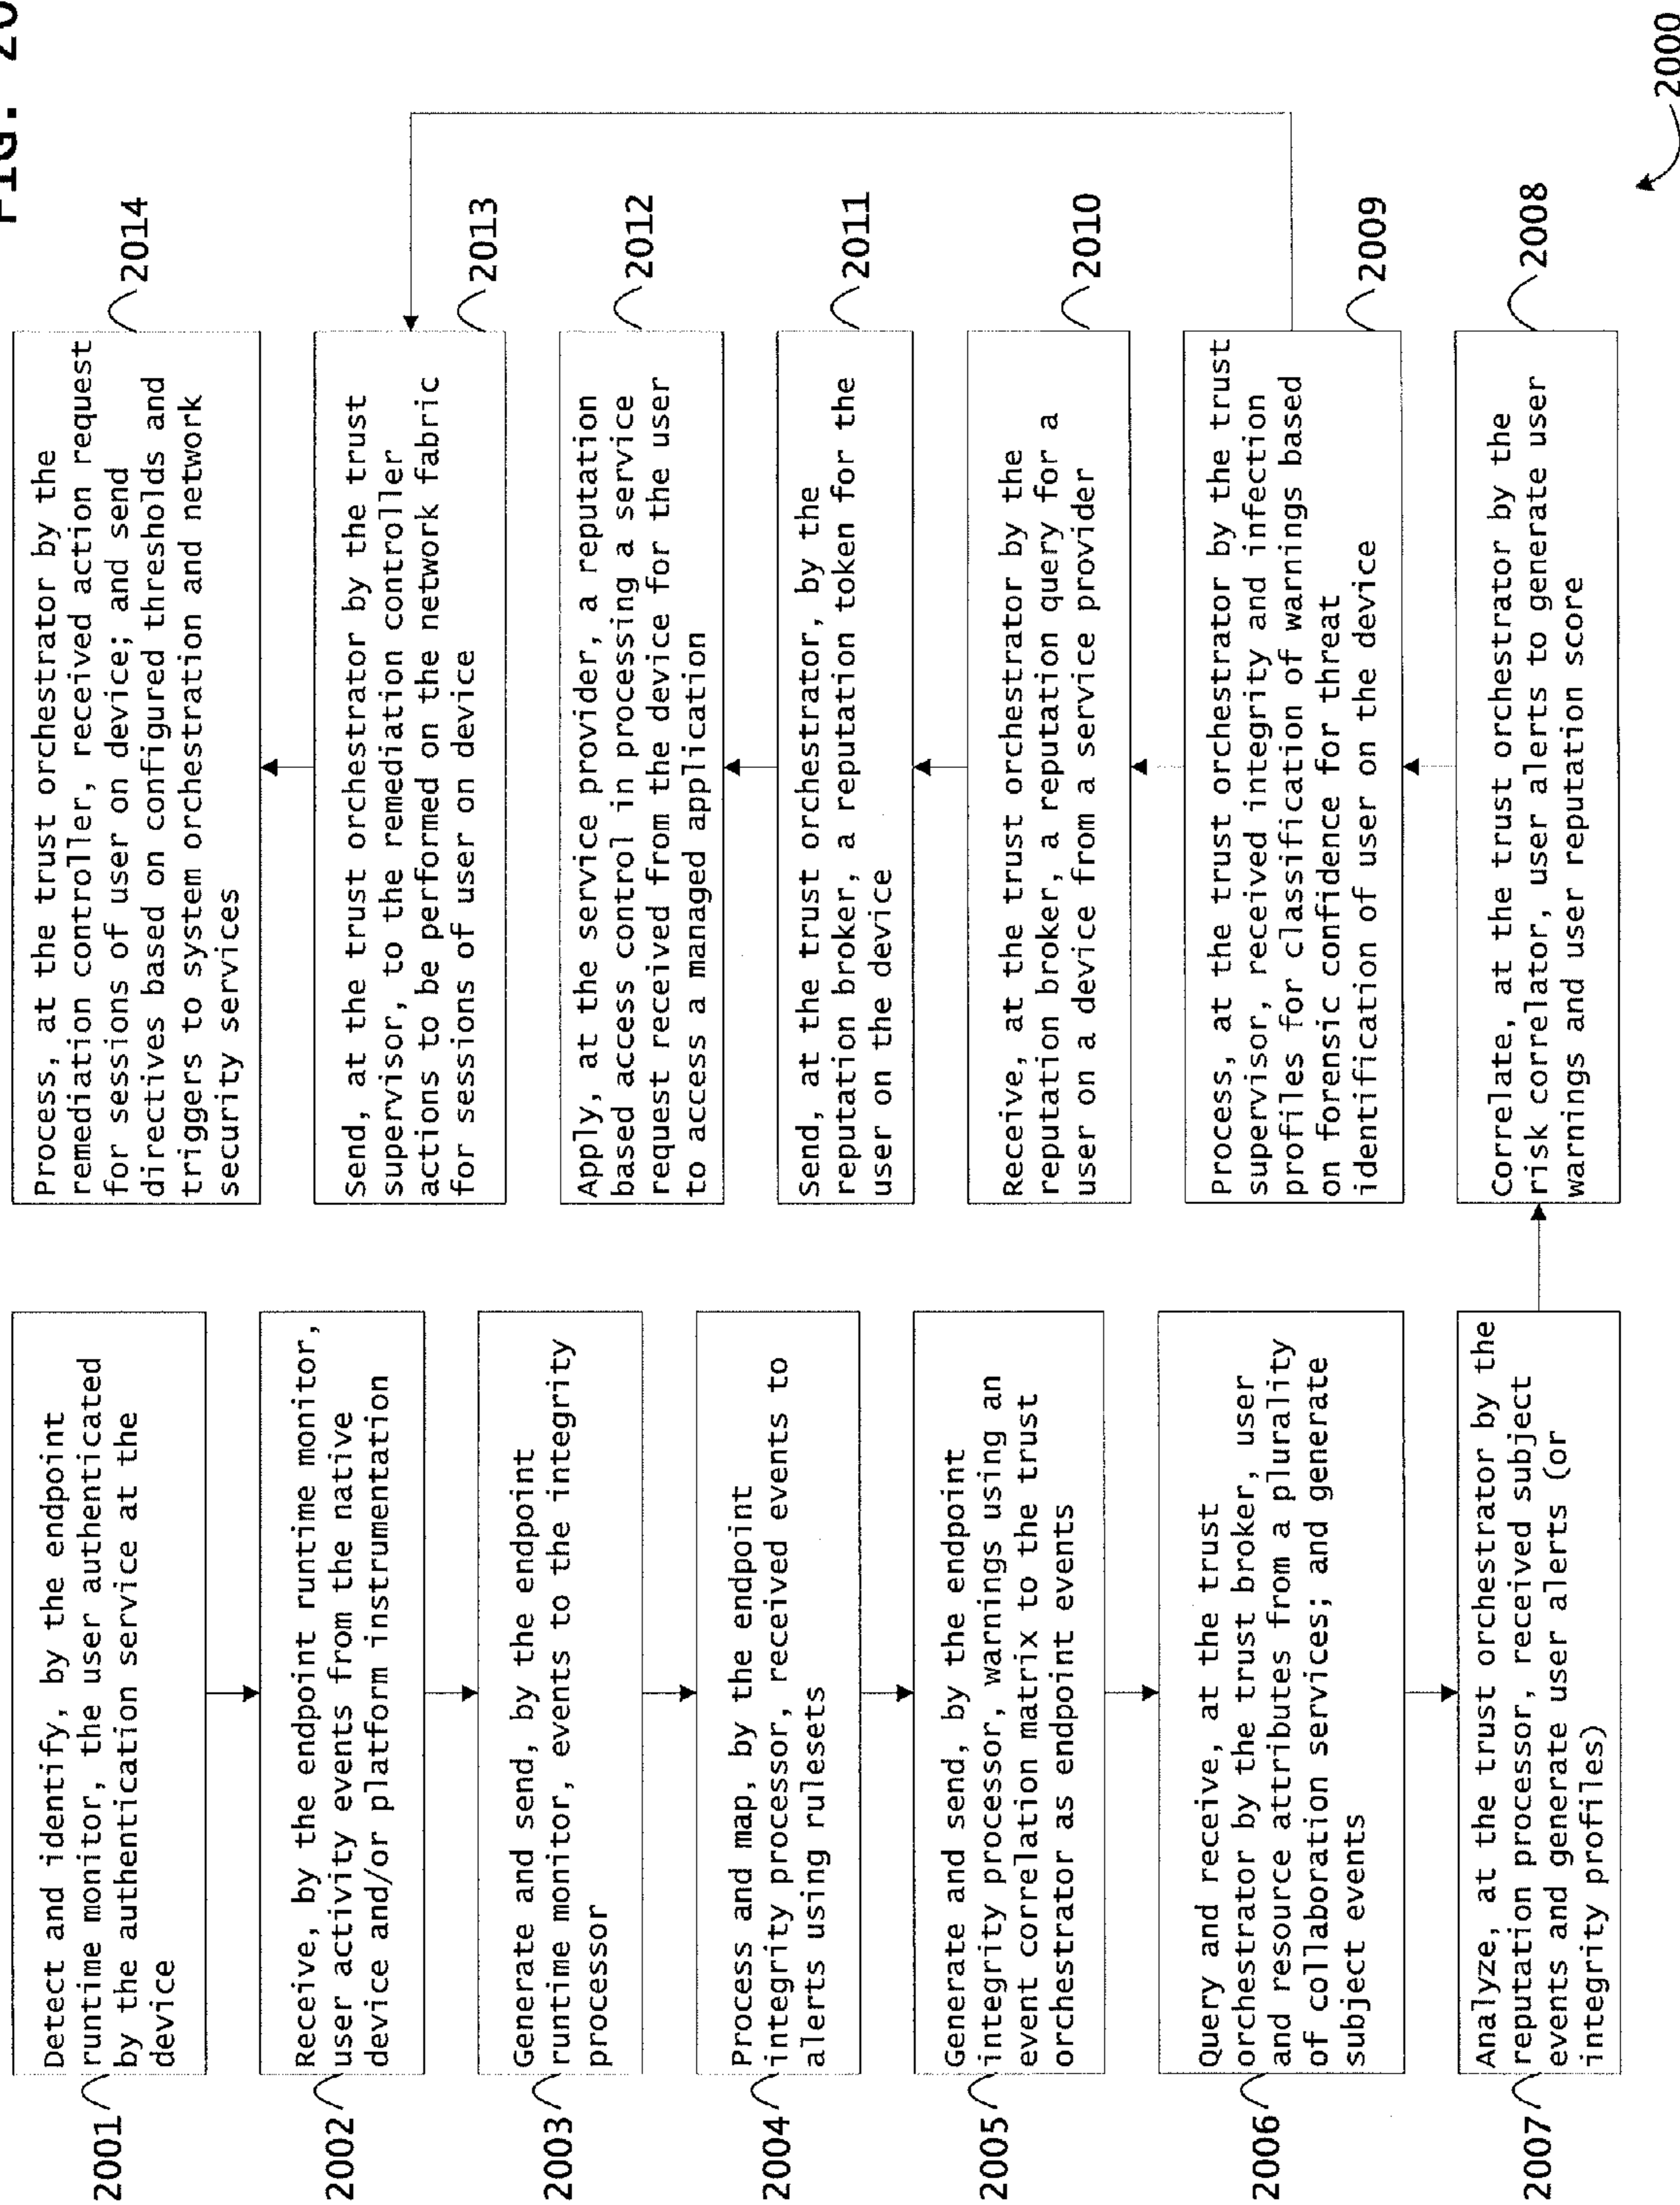 FIG. 20
2001
Detect and identify, by the endpoint
runtime monitor, the user authenticated
by the authentication service at the
device
2002
Receive, by the endpoint runtime monitor,
user activity events from the native
device and/or platform instrumentation
2003
Generate and send, by the endpoint
runtime monitor, events to the integrity
processor
2004
Process and map, by the endpoint
integrity processor, received events to
alerts using rulesets
2005
Generate and send, by the endpoint
integrity processor, warnings using an
event correlation matrix to the trust
orchestrator as endpoint events
2006
Query and receive, at the trust
orchestrator by the trust broker, user
and resource attributes from a plurality
of collaboration services; and generate
subject events
2007
Analyze, at the trust orchestrator by the
reputation processor, received subject
events and generate user alerts (or
integrity profiles)
Correlate, at the trust orchestrator by the
risk correlator, user alerts to generate user
warnings and user reputation score
2008
Process, at the trust orchestrator by the trust
supervisor, received integrity and infection
profiles for classification of warnings based
on forensic confidence for threat
identification of user on the device
2009
Receive, at the trust orchestrator by the
reputation broker, a reputation query for a
user on a device from a service provider
2010
Send, at the trust orchestrator, by the
reputation broker, a reputation token for the
user on the device
2011
Apply, at the service provider, a reputation
based access control in processing a service
request received from the device for the user
to access a managed application
2012
Send, at the trust orchestrator by the trust
supervisor, to the remediation controller
actions to be performed on the network fabric
for sessions of user on device
2013
Process, at the trust orchestrator by the
remediation controller, received action request
for sessions of user on device; and send
directives based on configured thresholds and
triggers to system orchestration and network
security services
2014
2000